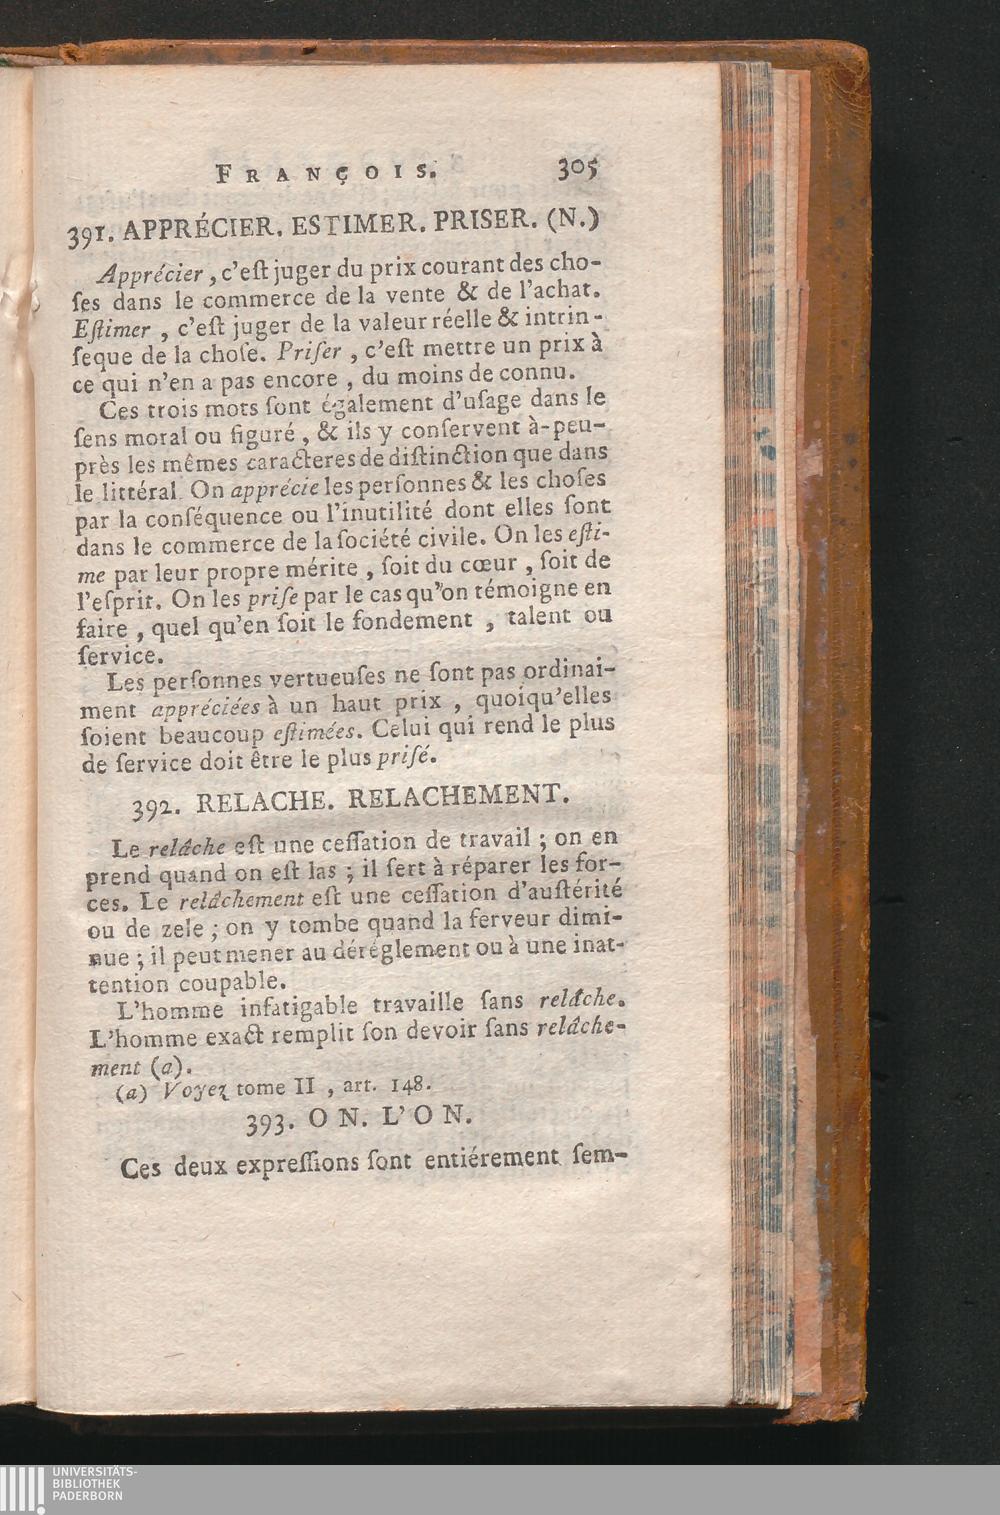 FRANÇOIS. 305
391. APPRÉCIER. ESTIMER. PRISER. (N.)
Apprécier, c'eſt juger du prix courant des cho-
ſes dans le commerce de la vente & de l'achat.
Eſtimer, c'eſt juger de la valeur réelle & intrin-
ſeque de la choſe. Priſer, c'eſt mettre un prix à
ce qui n'en a pas encore, du moins de connu.
Ces trois mots ſont également d'uſage dans le
ſens moral ou figuré, & ils y conſervent à-peu-
près les mêmes caracteres de diſtinction que dans
le littéral. On apprécie les perſonnes & les choſes
par la conſéquence ou l'inutilité dont elles ſont
dans le commerce de la ſociété civile. On les eſti-
me par leur propre mérite, ſoit du cœur, ſoit de
l'eſprit. On les priſe par le cas qu'on témoigne en
faire, quel qu'en ſoit le fondement, talent ou
ſervice.
Les perſonnes vertueuſes ne ſont pas ordinai-
ment appréciées à un haut prix, quoiqu'elles
ſoient beaucoup eſtimées. Celui qui rend le plus
de ſervice doit être le plus priſé.
392. RELACHE. RELACHEMENT.
Le relâche eſt une ceſſation de travail; on en
prend quand on eſt las; il ſert à réparer les for-
ces. Le relâchement eſt une ceſſation d'auſtérité
ou de zele; on y tombe quand la ferveur dimi-
nue; il peut mener au déréglement ou à une inat-
tention coupable.
L'homme infatigable travaille ſans relâche.
L'homme exact remplit ſon devoir ſans relâche-
ment (a).
(a) Voyez tome II, art. 148.
393. ON. L'ON.
Ces deux expreſſions ſont entiérement ſem-
UNIVERSITÄTS-
BIBLIOTHEK
PADERBORN